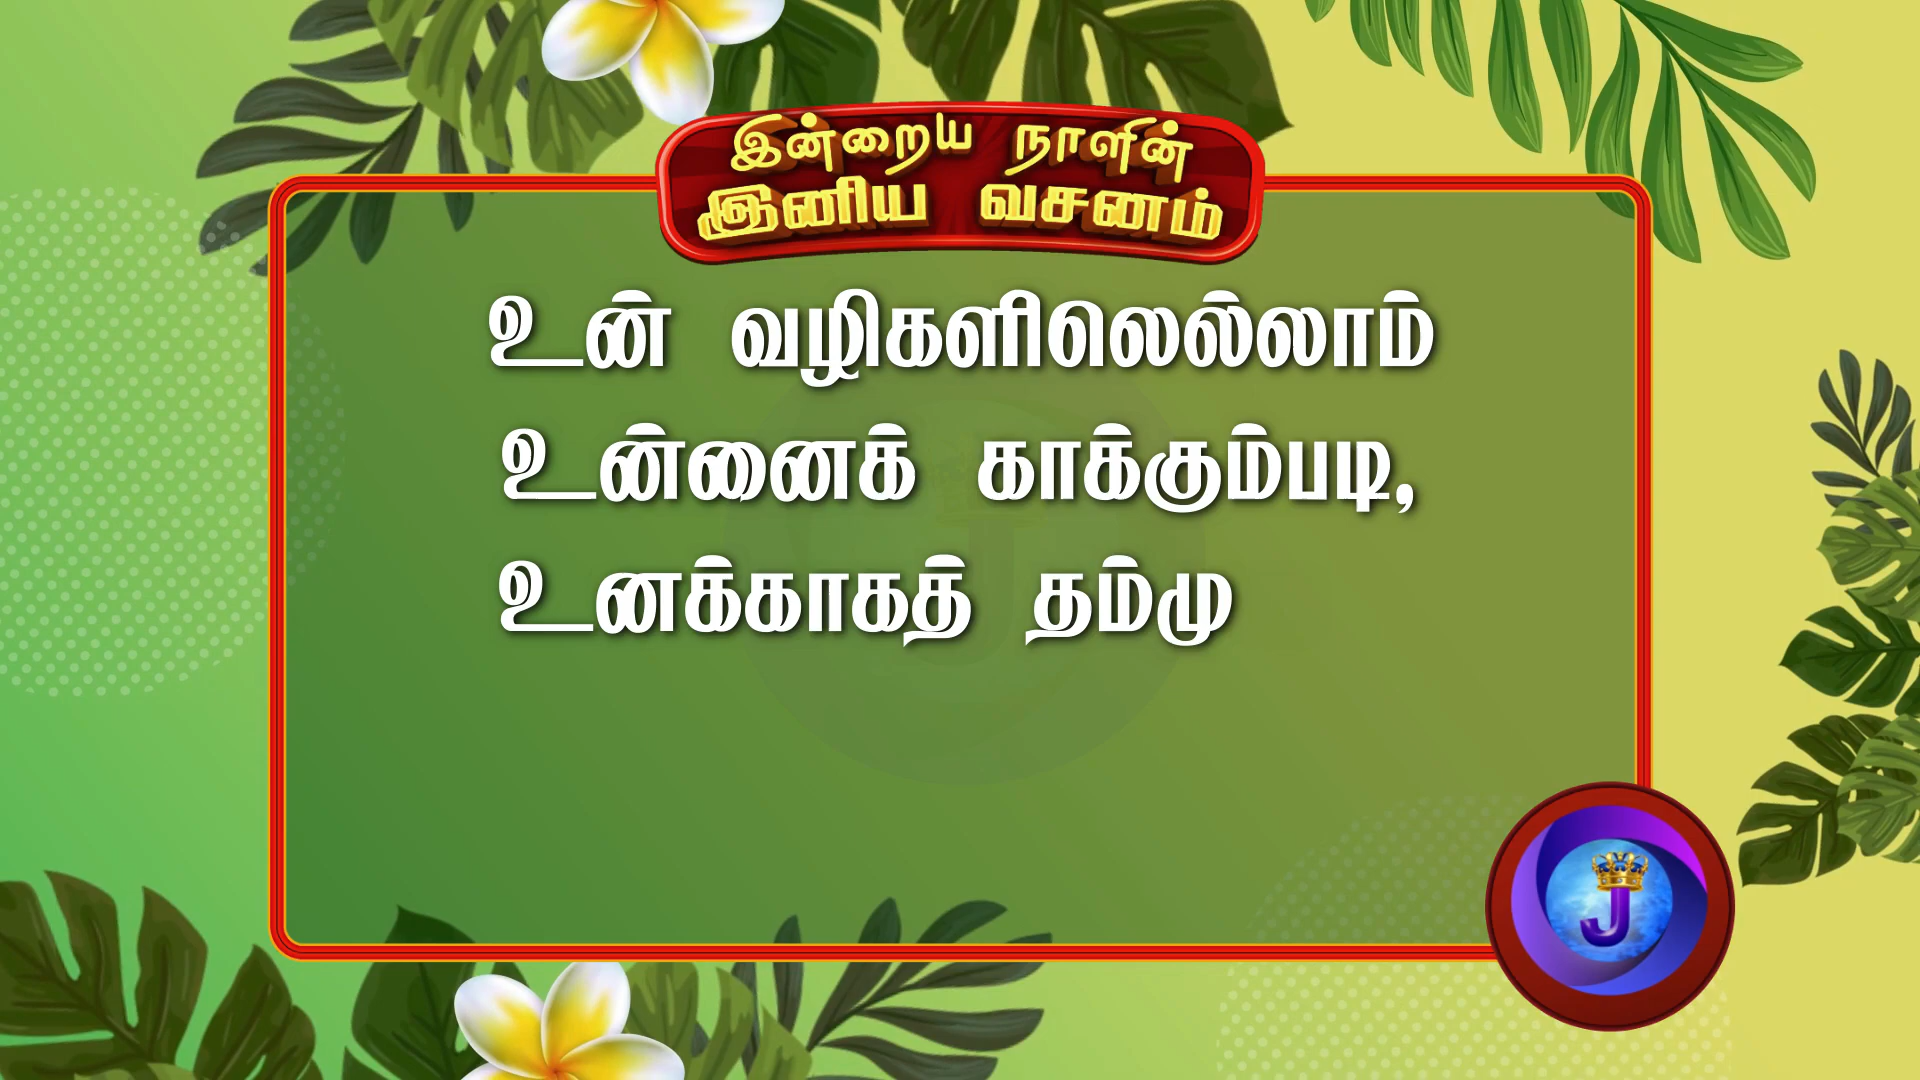 இன்றைய நாளின்
இனிய வசனம்
உன் வழிகளிலெல்லாம்
உன்னைக் காக்கும்படி,
உனக்காகத் தம்மு
J